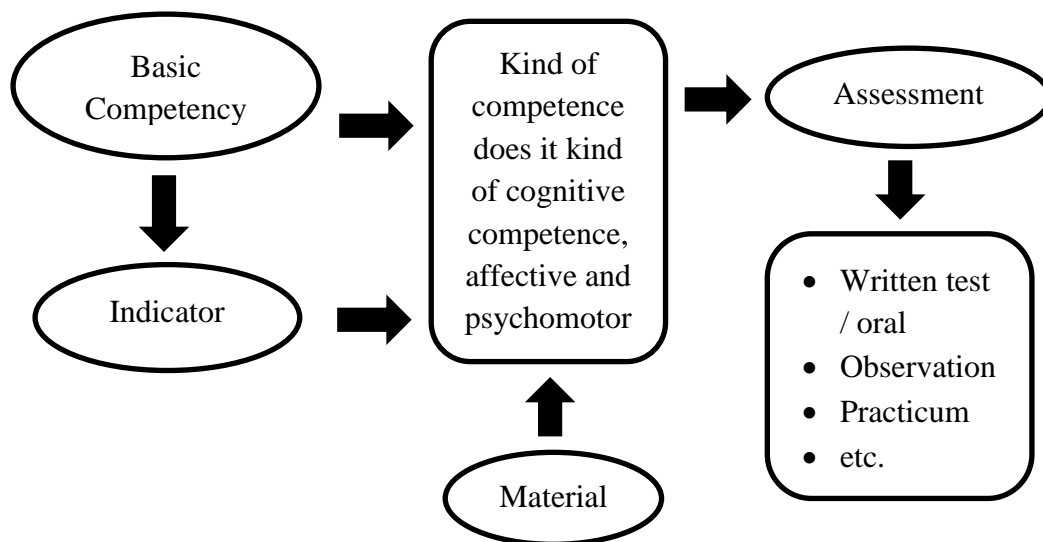 Basic
Competency
Kind of
competence
does it kind
of cognitive
competence,
affective and
psychomotor
Assessment
Indicator
• Written test
/ oral
• Observation
• Practicum
• etc.
Material